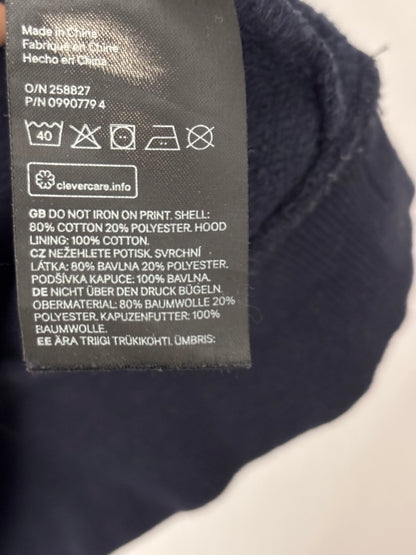 Made in China
Fabriqué en Chine
Hecho en China
O/N 258827
P/N 0990779 4
40
clevercare.info
GB DO NOT IRON ON PRINT. SHELL:
80% COTTON 20% POLYESTER. HOOD
LINING: 100% COTTON.
CZ NEŽEHLETE POTISK. SVRCHNÍ
LÁTKA: 80% BAVLNA 20% POLYESTER.
PODŠÍVKA KAPUCE: 100% BAVLNA.
DE NICHT ÜBER DEN DRUCK BÜGELN.
OBERMATERIAL: 80% BAUMWOLLE 20%
POLYESTER. KAPUZENFUTTER: 100%
BAUMWOLLE.
EE ÄRA TRIIGI TRÜKIKOHTI. ÜMBRIS: